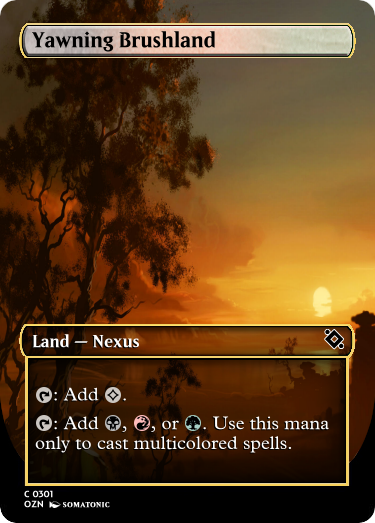 Yawning Brushland
Land — Nexus
: Add .
: Add , , or . Use this mana
only to cast multicolored spells.
C 0301
OZN SOMATONIC